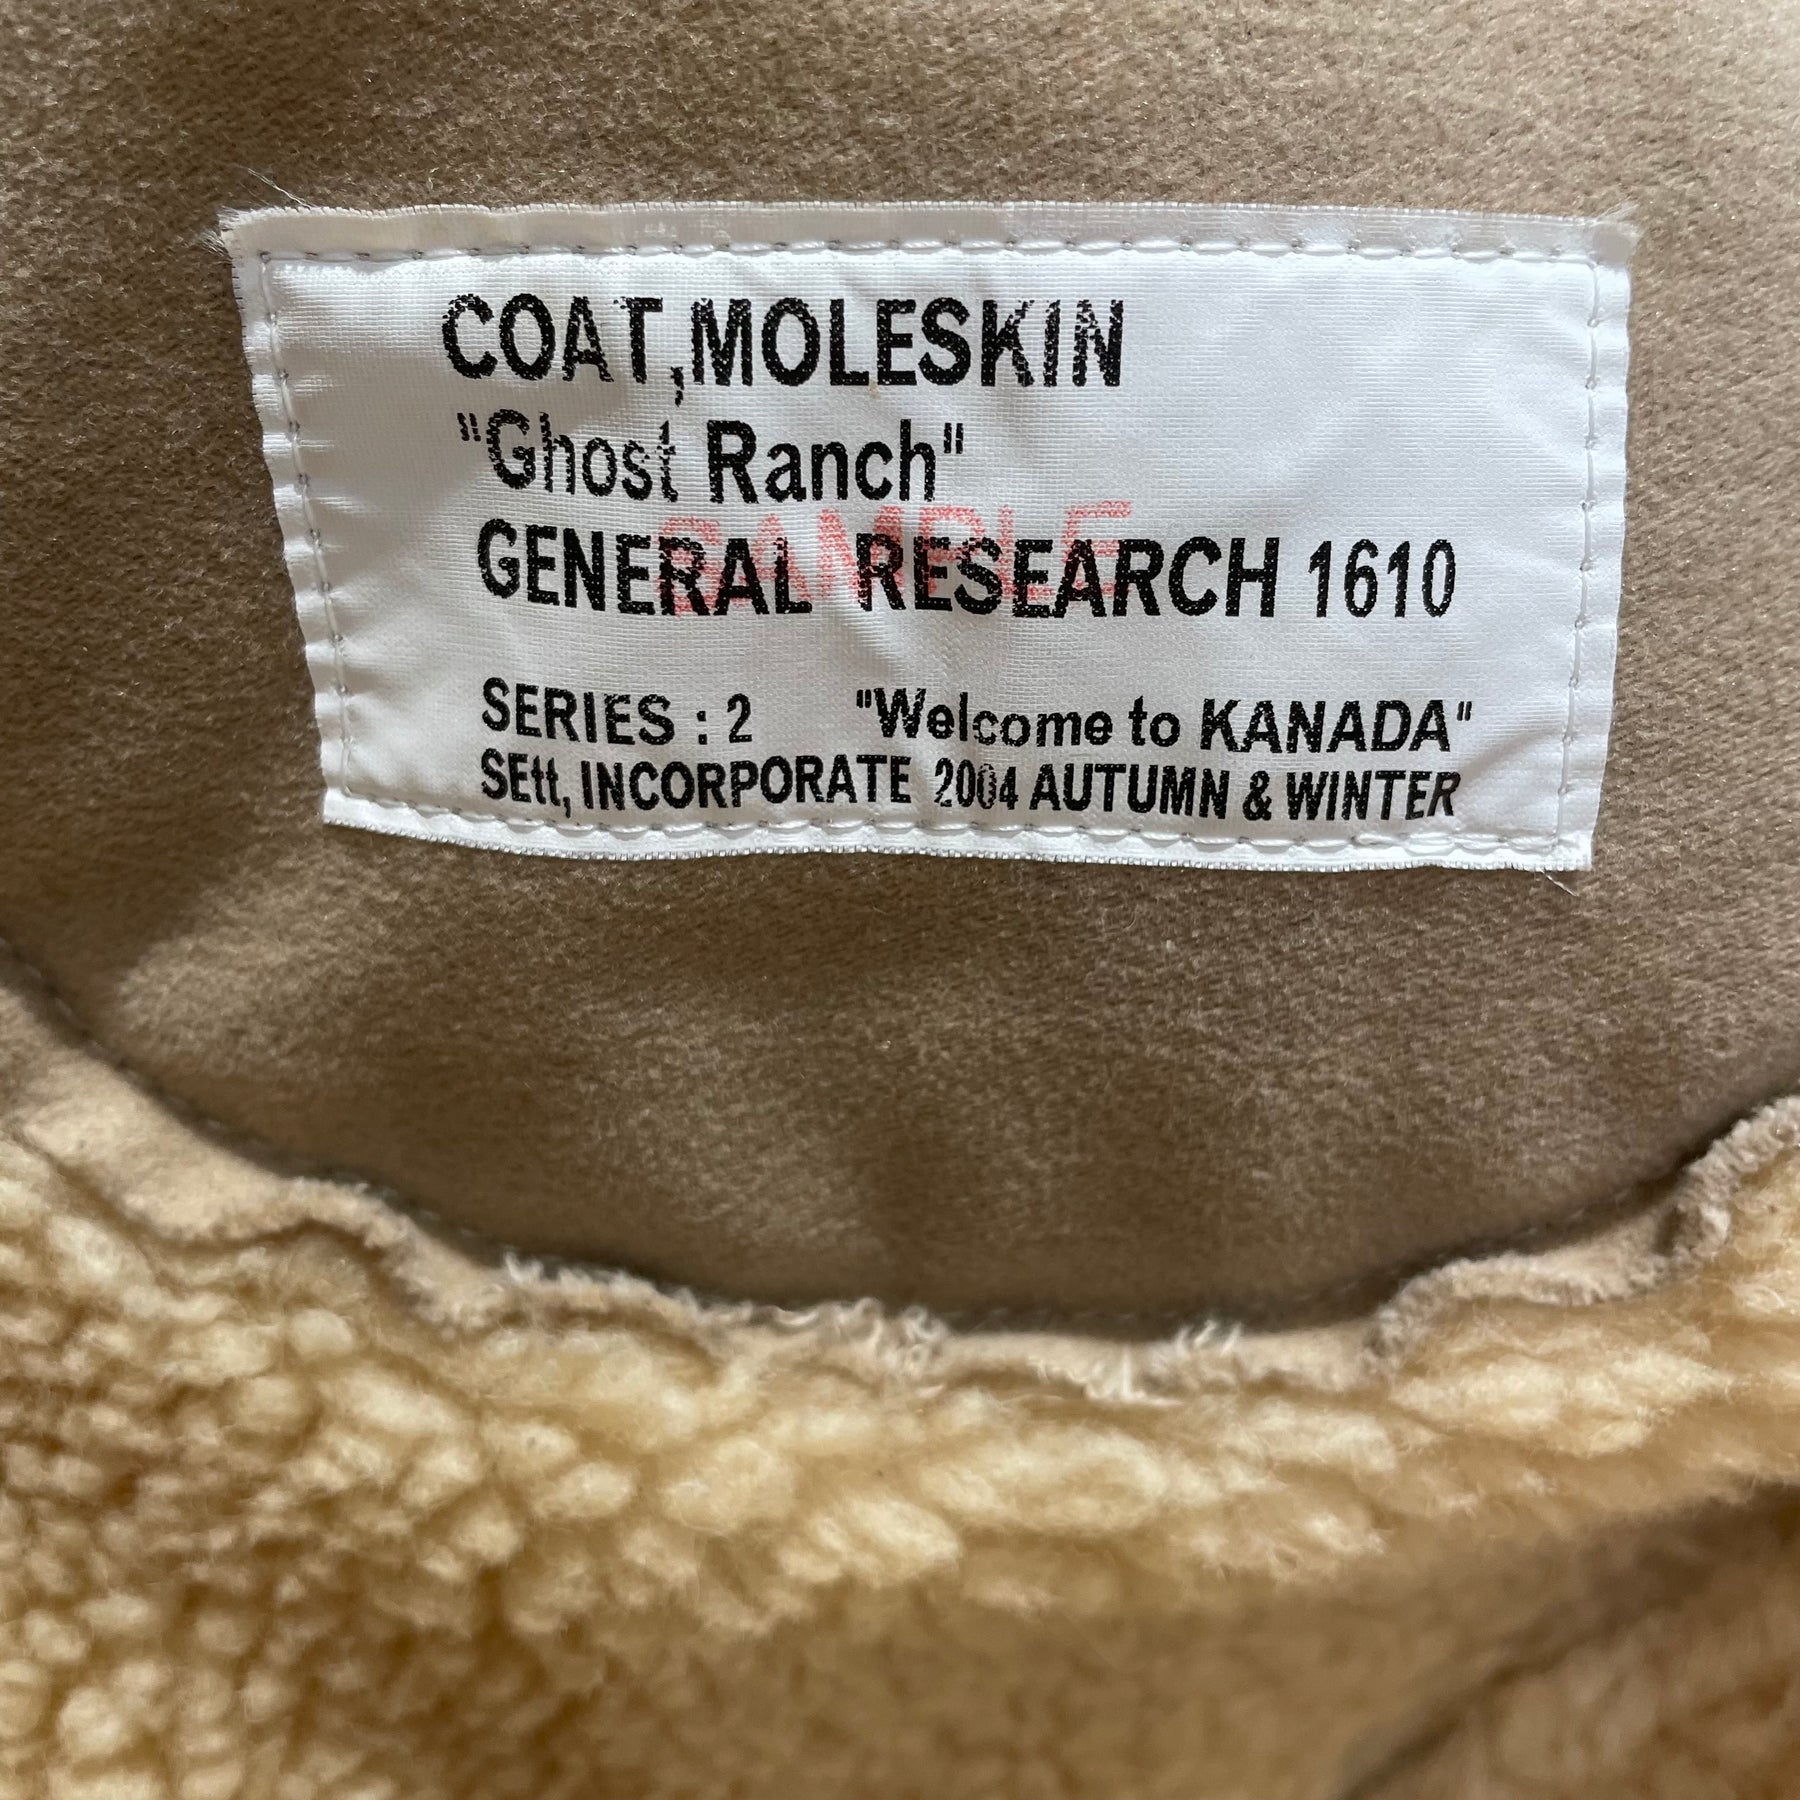 COAT,MOLESKIN
"Ghost Ranch"
SAMPLE
GENERAL RESEARCH 1610
SERIES : 2 "Welcome to KANADA"
SEtt, INCORPORATE 2004 AUTUMN & WINTER